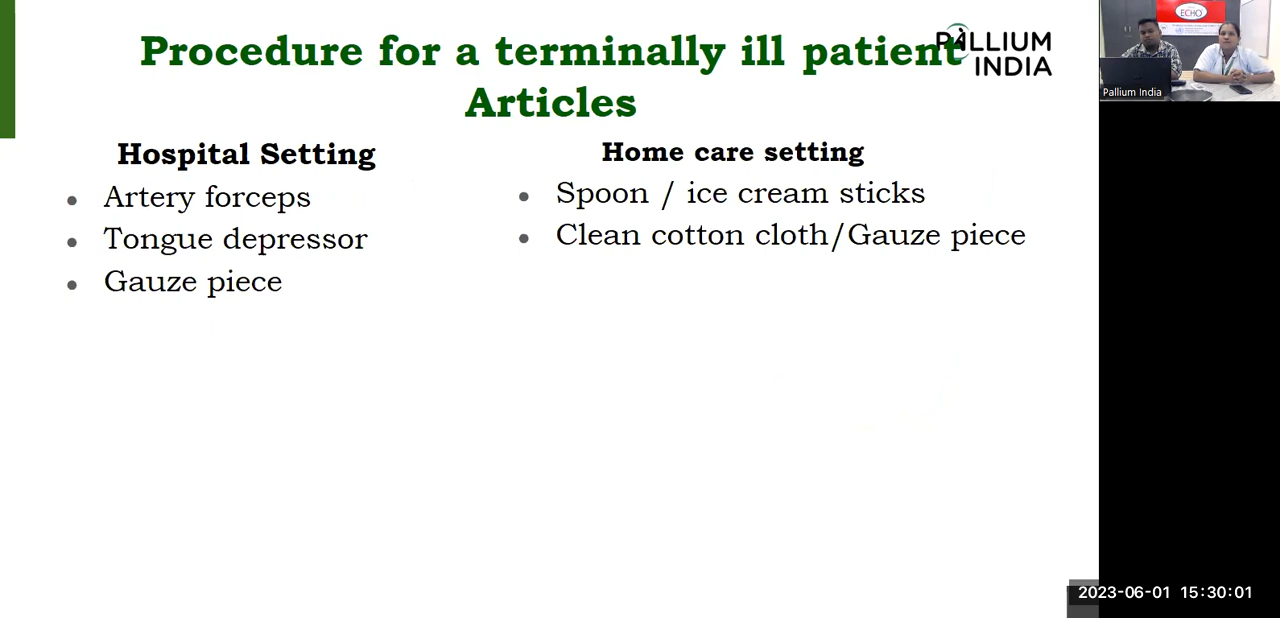 Procedure for a terminally ill patient
Articles
PALLIUM
INDIA
Hospital Setting
• Artery forceps
• Tongue depressor
• Gauze piece
Home care setting
• Spoon / ice cream sticks
• Clean cotton cloth/Gauze piece
ECHO
Pallium India
2023-06-01 15:30:01